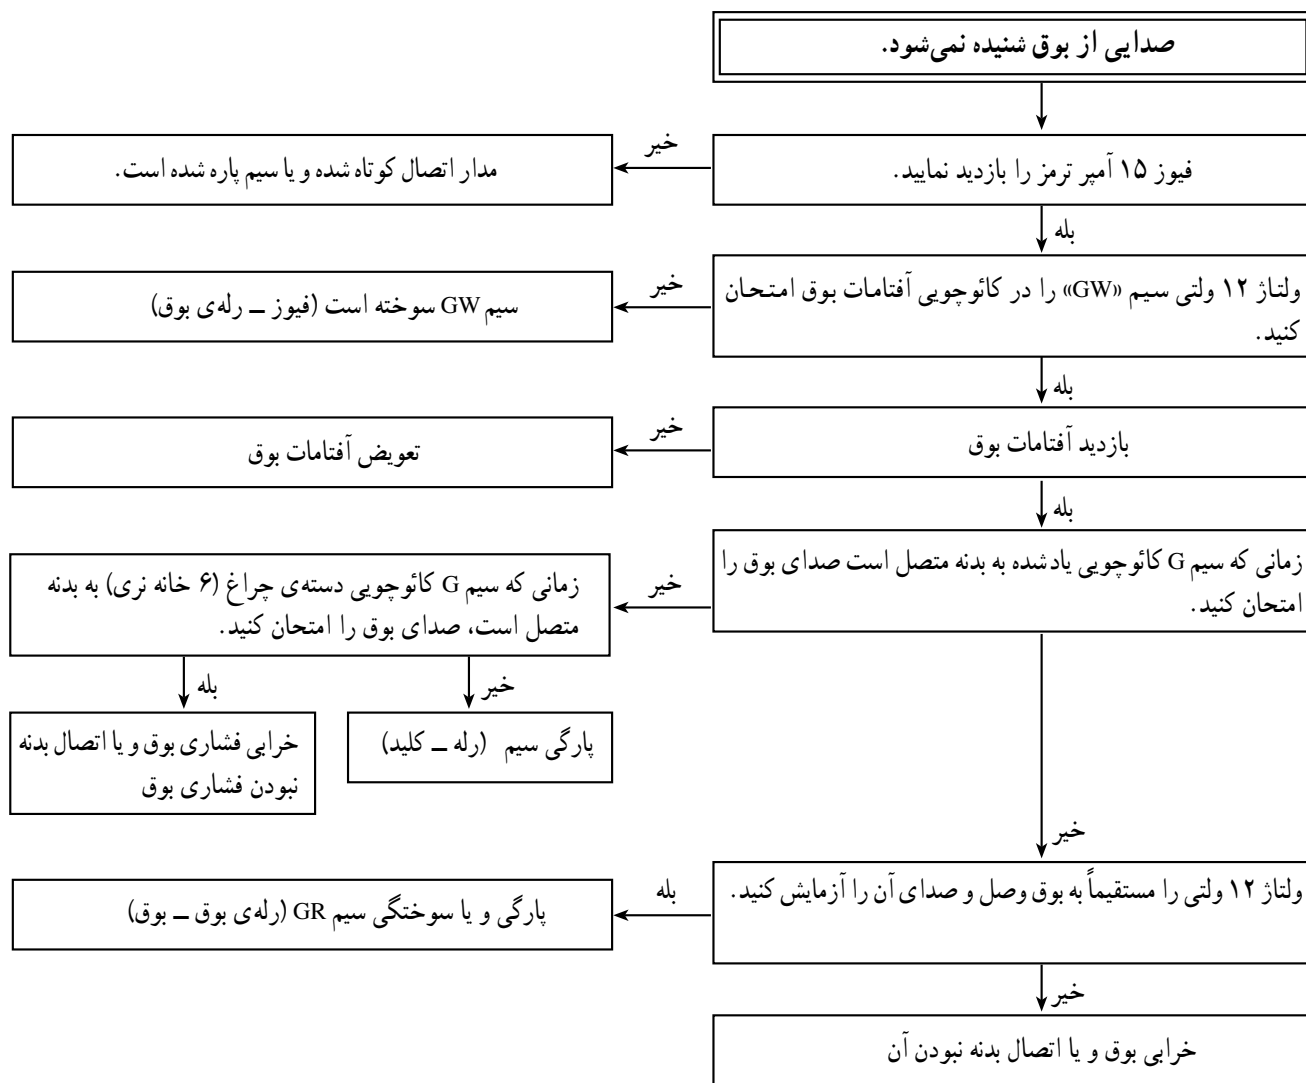 صدایی از بوق شنیده نمی‌شود.
فیوز ۱۵ آمپر ترمز را بازدید نمایید.
خیر
مدار اتصال کوتاه شده و یا سیم پاره شده است.
بله
ولتاژ ۱۲ ولتی سیم «GW» را در کائوچویی آفتامات بوق امتحان
کنید.
خیر
سیم GW سوخته است (فیوز – رله‌ی بوق)
بله
بازدید آفتامات بوق
خیر
تعویض آفتامات بوق
بله
زمانی که سیم G کائوچویی یادشده به بدنه متصل است صدای بوق را
امتحان کنید.
خیر
زمانی که سیم G کائوچویی دسته‌ی چراغ (۶ خانه نری) به بدنه
متصل است، صدای بوق را امتحان کنید.
خیر
پارگی سیم (رله – کلید)
بله
خرابی فشاری بوق و یا اتصال بدنه
نبودن فشاری بوق
خیر
ولتاژ ۱۲ ولتی را مستقیماً به بوق وصل و صدای آن را آزمایش کنید.
بله
پارگی و یا سوختگی سیم GR (رله‌ی بوق – بوق)
خیر
خرابی بوق و یا اتصال بدنه نبودن آن